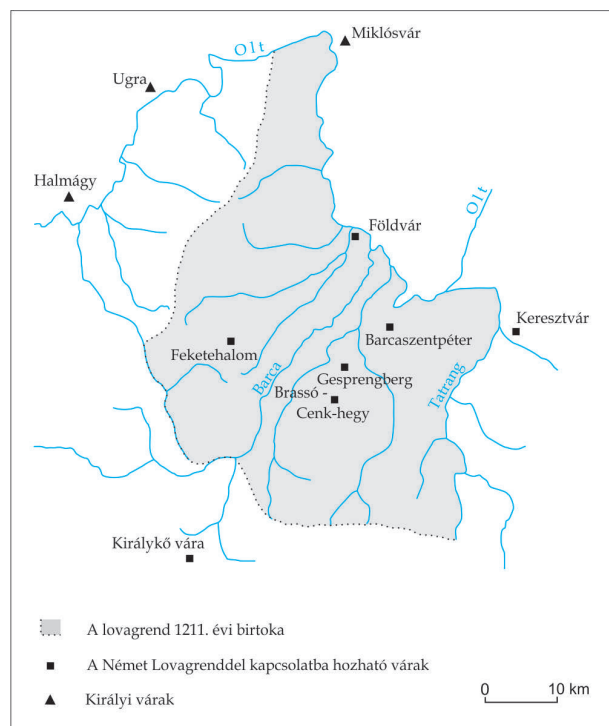 Miklósvár
Olt
Ugra
Halmágy
Olt
Földvár
Keresztvár
Barcaszentpéter
Feketehalom
Gesprengberg
Barca
Tatrang
Brassó -
Cenk-hegy
Királykő vára
A lovagrend 1211. évi birtoka
A Német Lovagrenddel kapcsolatba hozható várak
Királyi várak
0 10 km